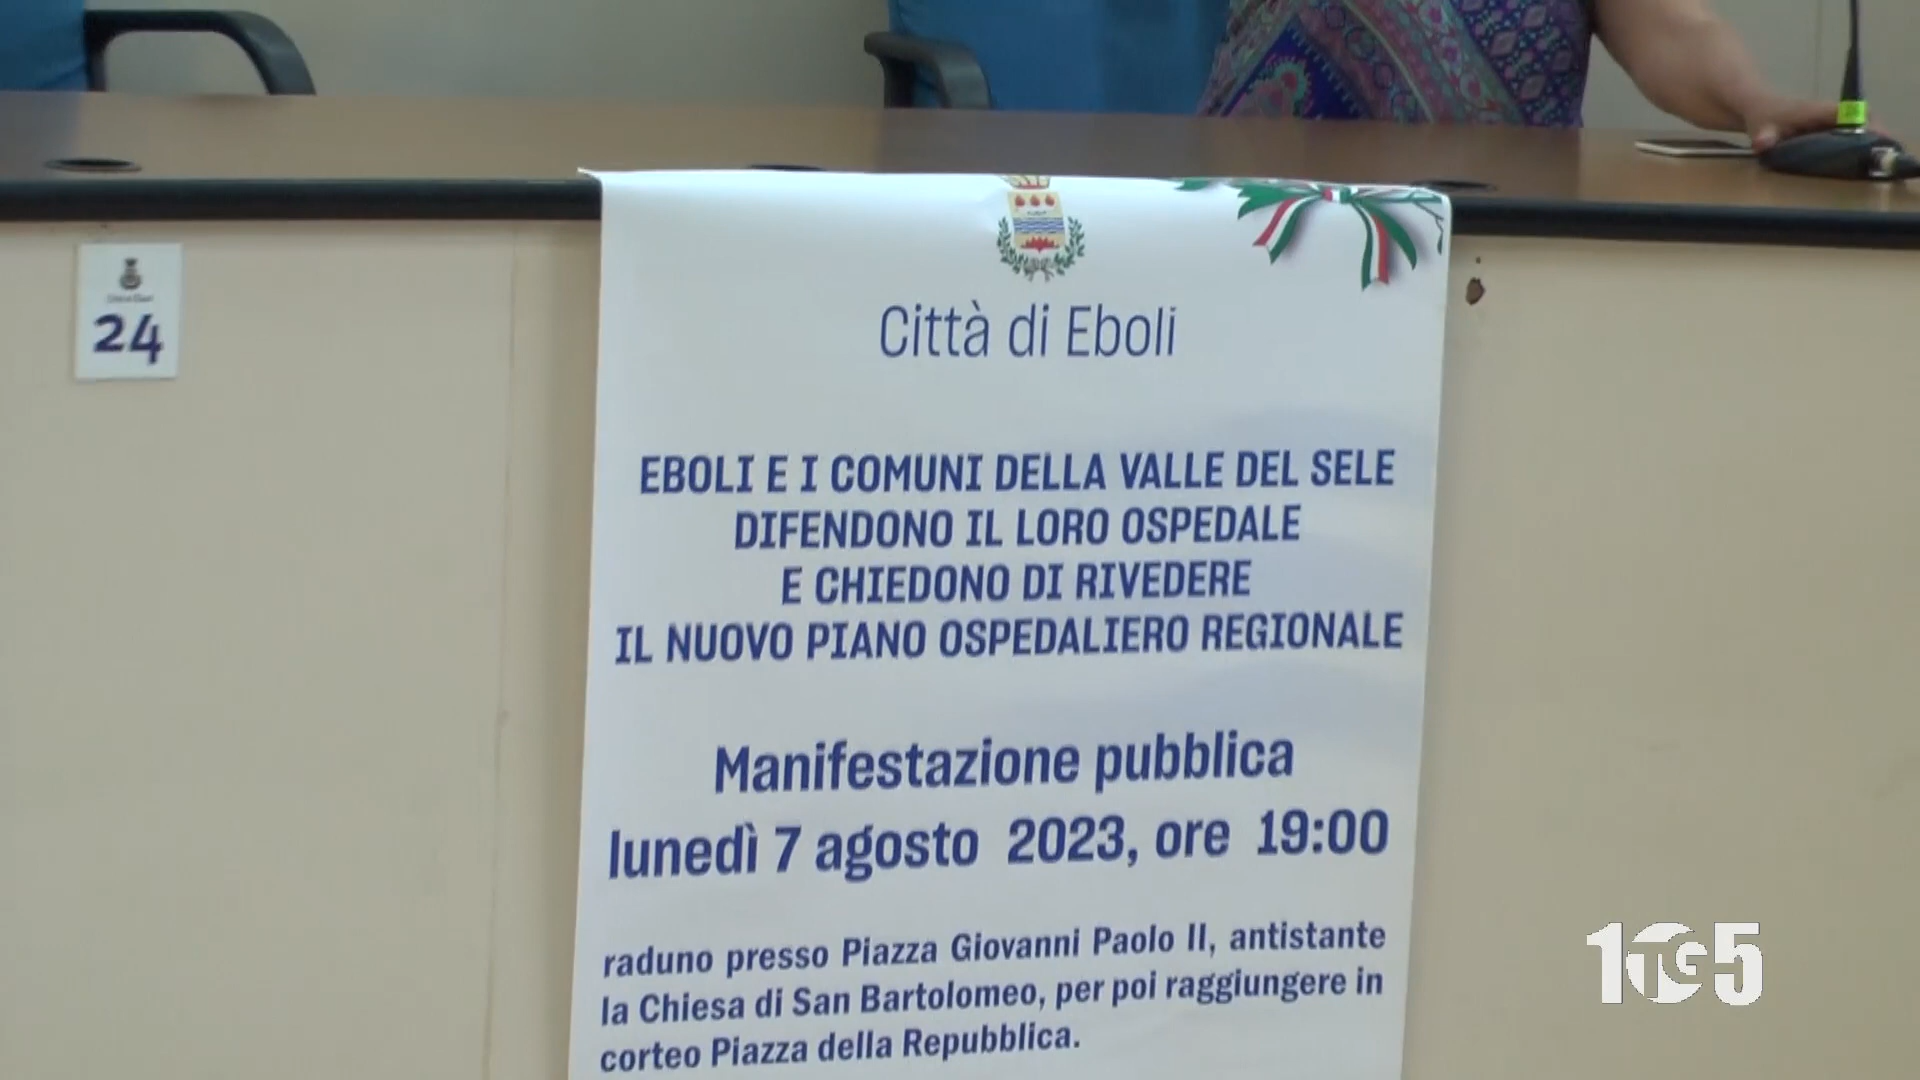 24
Città di Eboli
EBOLI E I COMUNI DELLA VALLE DEL SELE
DIFENDONO IL LORO OSPEDALE
E CHIEDONO DI RIVEDERE
IL NUOVO PIANO OSPEDALIERO REGIONALE
Manifestazione pubblica
lunedì 7 agosto 2023, ore 19:00
raduno presso Piazza Giovanni Paolo II, antistante
la Chiesa di San Bartolomeo, per poi raggiungere in
corteo Piazza della Repubblica.
1TG5